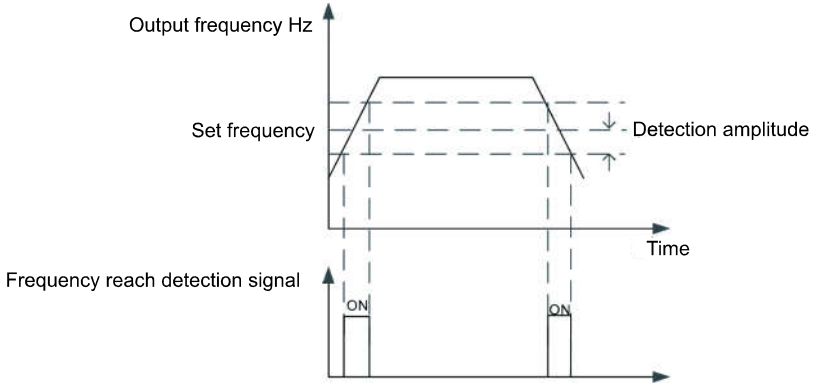 Output frequency Hz
Set frequency
Detection amplitude
Time
Frequency reach detection signal
ON
ON